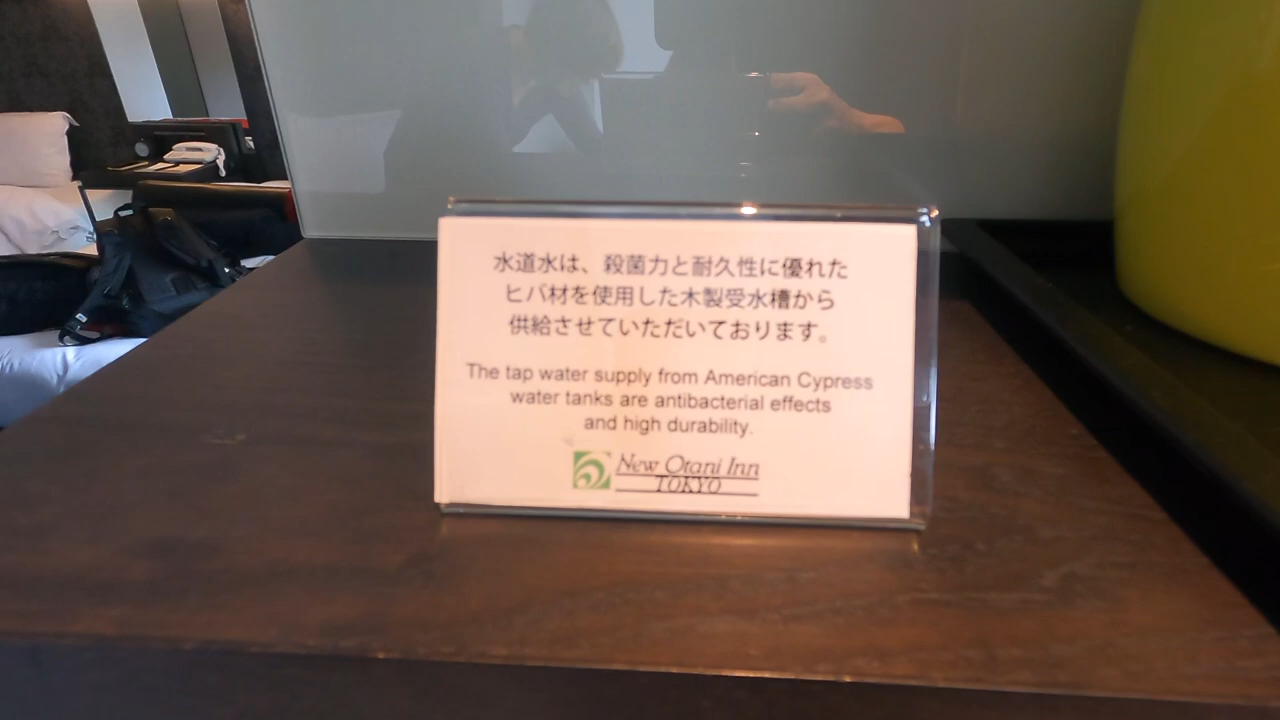 水道水は、殺菌力と耐久性に優れた
ヒバ材を使用した木製受水槽から
供給させていただいております。
The tap water supply from American Cypress
water tanks are antibacterial effects
and high durability.
New Otani Inn
TOKYO